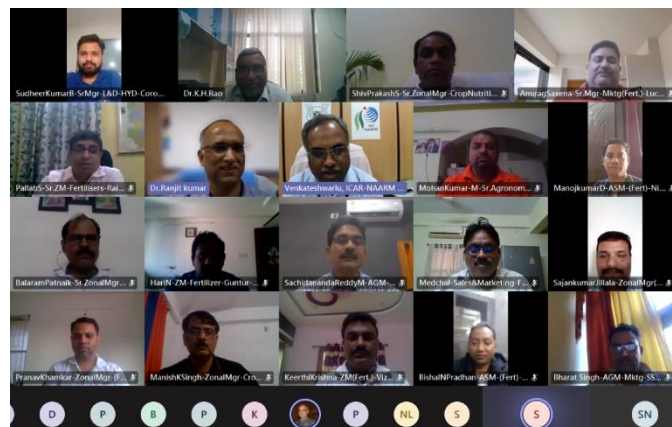 SudheerKumarB-SrMgr-L&D-HYD-Coro...
Dr.K.H.Rao
ShivPrakashS-Sr.ZonalMgr-CropNutriti...
AnuragSaxena-Sr.Mgr-Mktg(Fert.)-Luc...
PallabS-Sr.ZM-Fertilisers-Rai...
Dr.Ranjit kumar
Venkateshwarlu, ICAR-NAARM ...
MohanKumar-M-Sr.Agronom...
ManojkumarD-ASM-(Fert)-Ni...
BalaramPatnaik-Sr.ZonalMgr...
HariN-ZM-Fertilizer-Guntur-...
SachidanandaReddyM-AGM-...
Medchal-Sales&Marketing-F...
SajankumarJillala-ZonalMgr(...
PranavKhamkar-ZonalMgr-(F...
ManishKSingh-ZonalMgr-Cro...
KeerthiKrishna-ZM(Fert.)-Viz...
BishalNPradhan-ASM-(Fert)-...
Bharat Singh-AGM-Mktg-SS...
D P B P K P NL S S SN